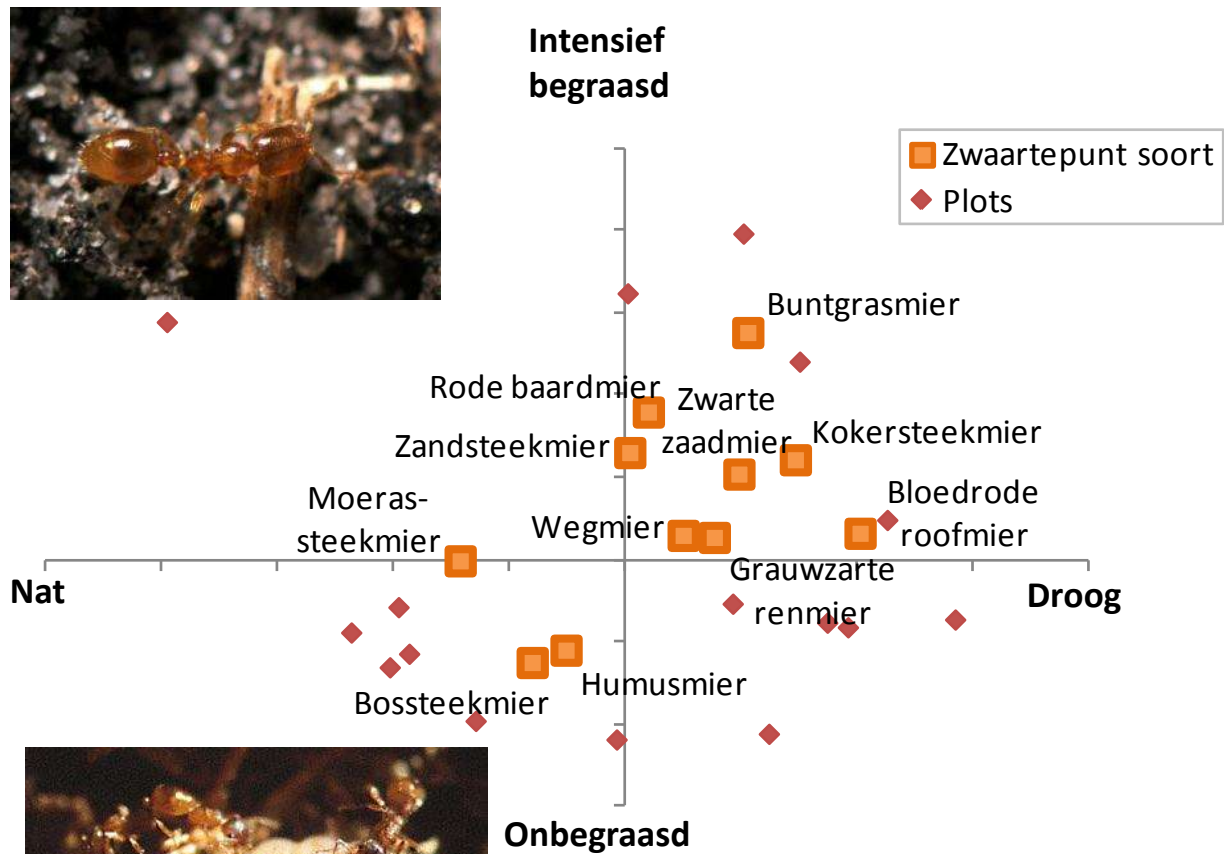 Intensief
begraasd
Zwaartepunt soort
Plots
Buntgrasmier
Rode baardmier
Zwarte
zaadmier
Kokersteekmier
Zandsteekmier
Moeras-
steekmier
Wegmier
Bloedrode
roofmier
Grauwzarte
renmier
Nat
Droog
Humusmier
Bossteekmier
Onbegraasd